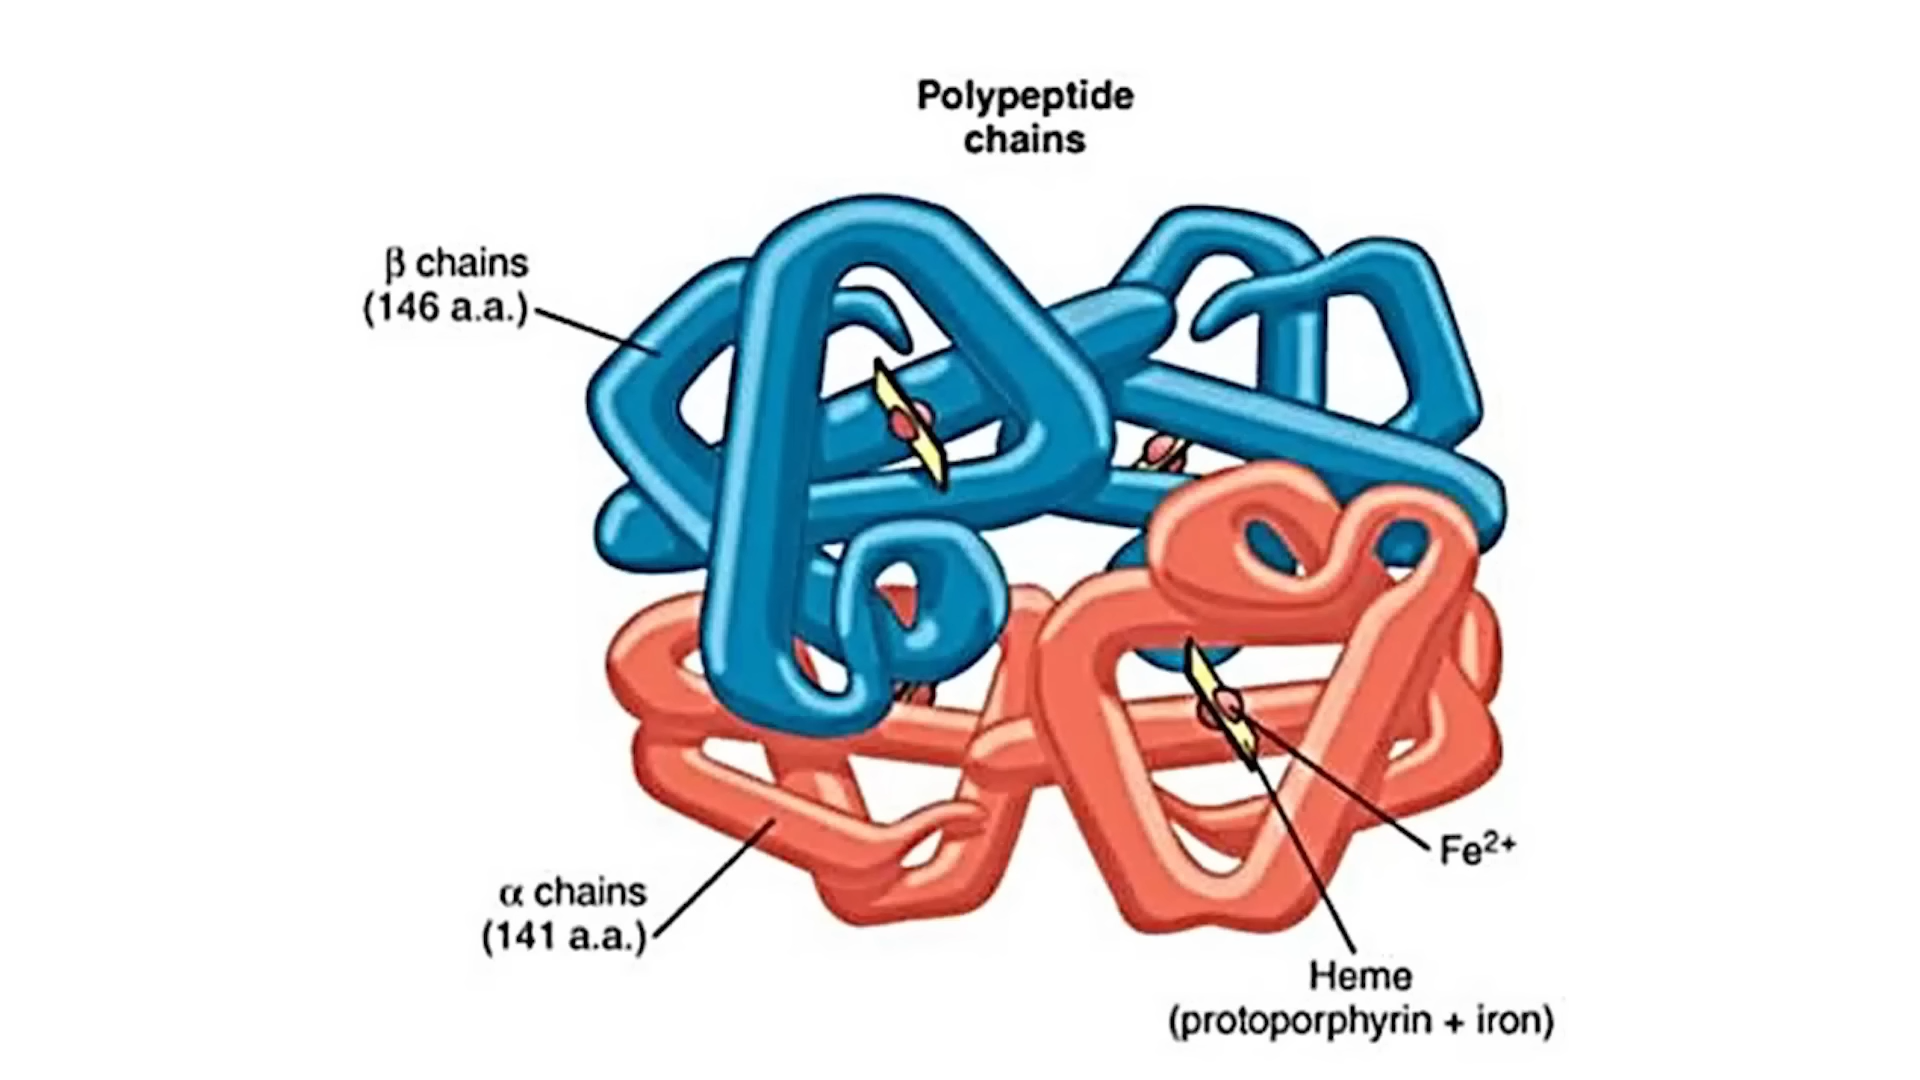 Polypeptide
chains
β chains
(146 a.a.)
α chains
(141 a.a.)
Fe²⁺
Heme
(protoporphyrin + iron)